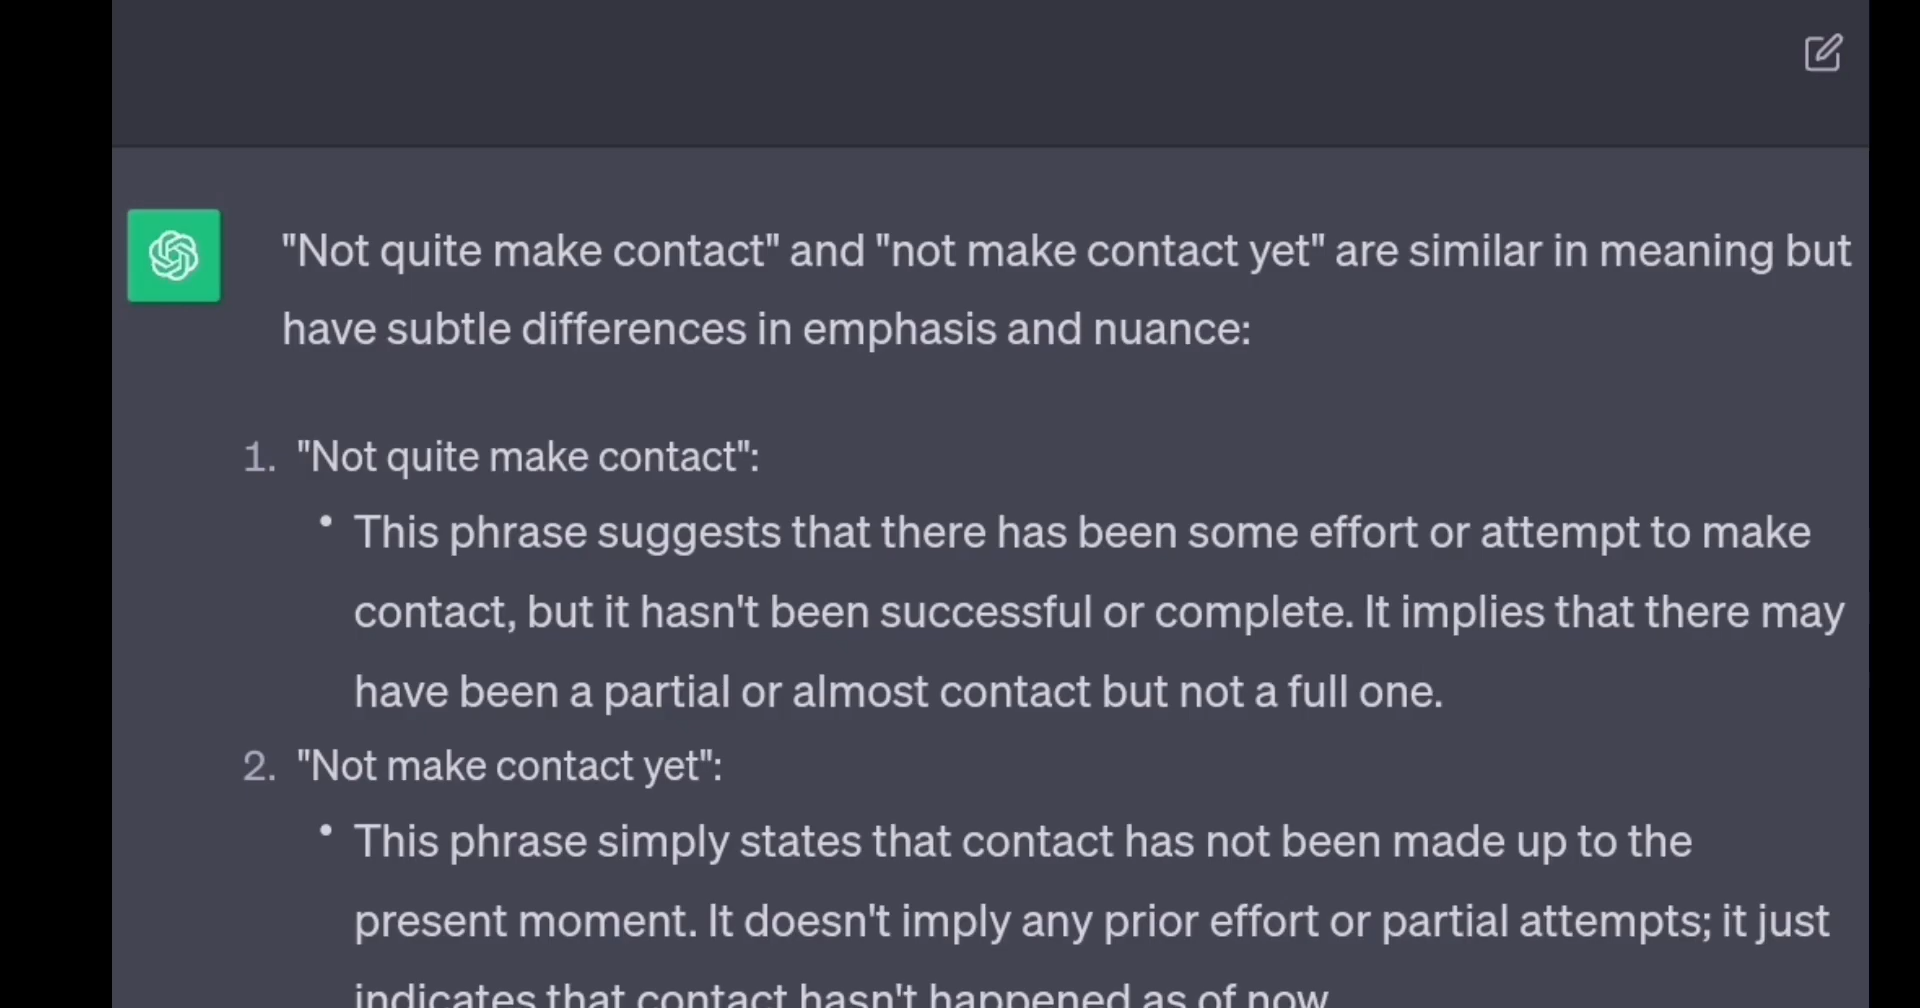 "Not quite make contact" and "not make contact yet" are similar in meaning but
have subtle differences in emphasis and nuance:
1. "Not quite make contact":
• This phrase suggests that there has been some effort or attempt to make
contact, but it hasn't been successful or complete. It implies that there may
have been a partial or almost contact but not a full one.
2. "Not make contact yet":
• This phrase simply states that contact has not been made up to the
present moment. It doesn't imply any prior effort or partial attempts; it just
indicates that contact hasn't happened as of now